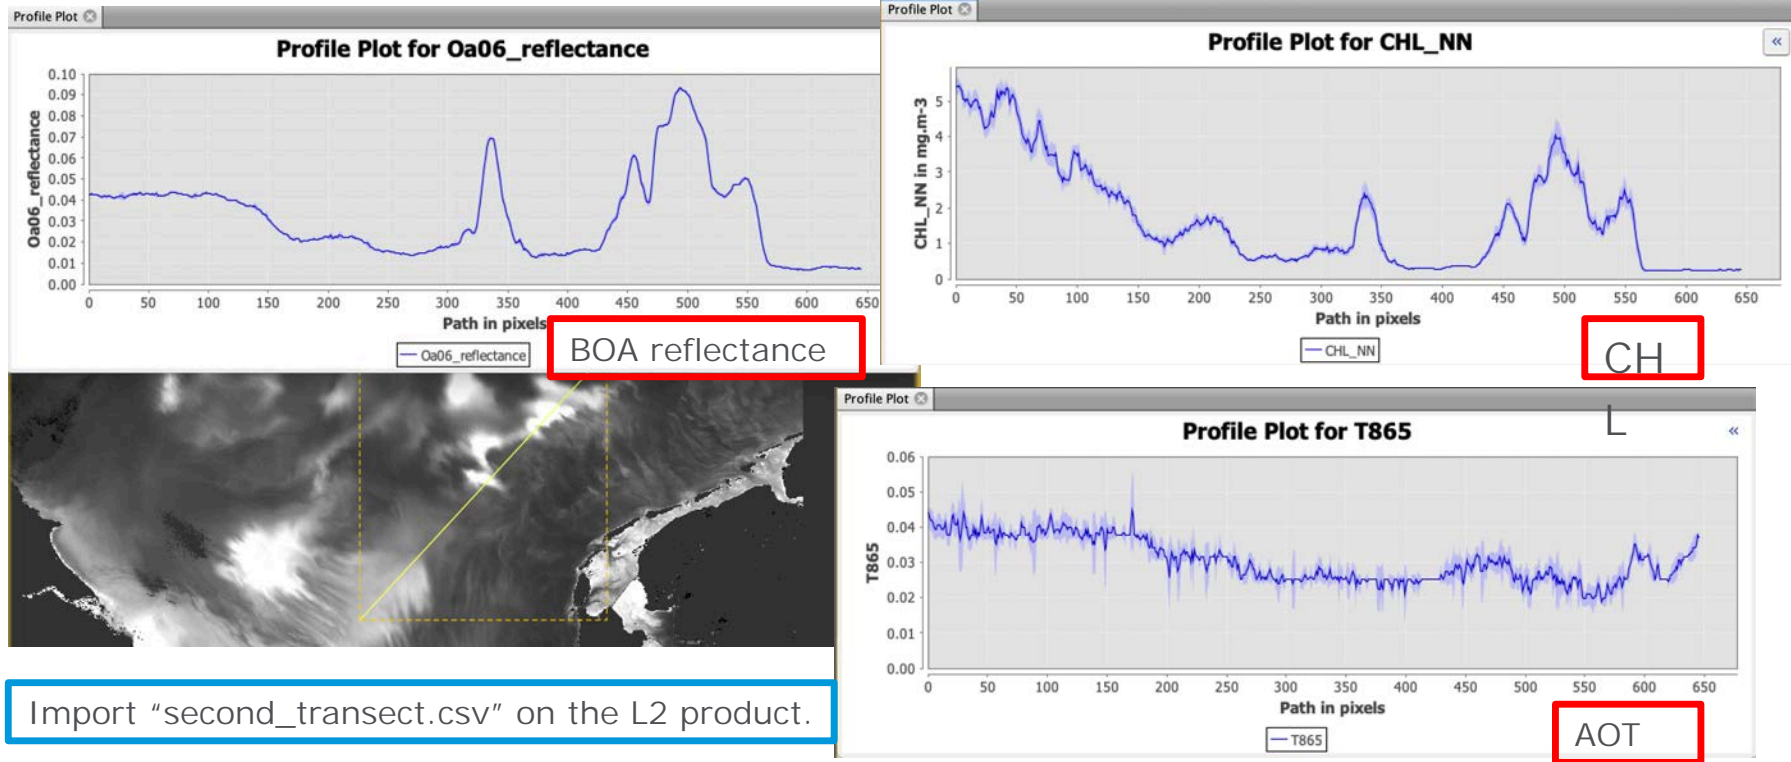 Profile Plot
Profile Plot for Oa06_reflectance
Oa06_reflectance
0.10
0.09
0.08
0.07
0.06
0.05
0.04
0.03
0.02
0.01
0.00
0 50 100 150 200 250 300 350 400 450 500 550 600 650
Path in pixels
Oa06_reflectance
BOA reflectance
Profile Plot
Profile Plot for CHL_NN
«
CHL_NN in mg.m-3
5
4
3
2
1
0
0 50 100 150 200 250 300 350 400 450 500 550 600 650
Path in pixels
CHL_NN
CH
L
Profile Plot
Profile Plot for T865
«
T865
0.06
0.05
0.04
0.03
0.02
0.01
0.00
0 50 100 150 200 250 300 350 400 450 500 550 600 650
Path in pixels
T865
AOT
Import “second_transect.csv” on the L2 product.